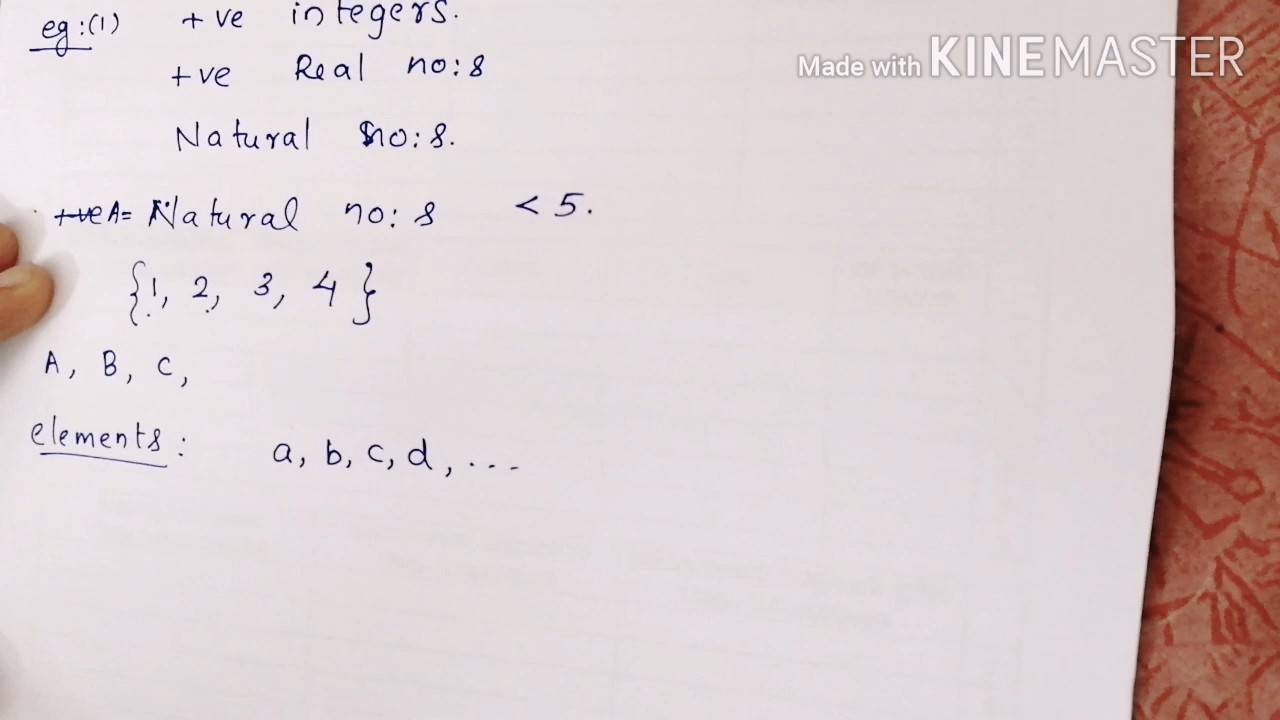 eg:(1) +ve integers.
Made with KINEMASTER
+ve Real no:s
Natural no:s.
+ve A= Natural no:s < 5.
{1, 2, 3, 4}
A, B, C,
elements: a, b, c, d, ...